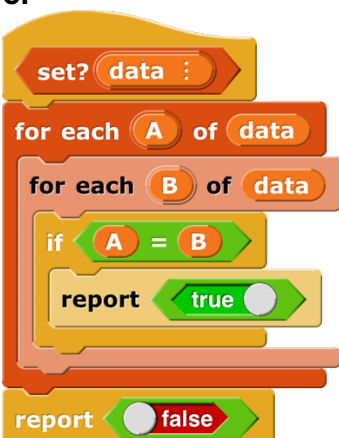 set? data ⋮
for each A of data
for each B of data
if A = B
report true
report false